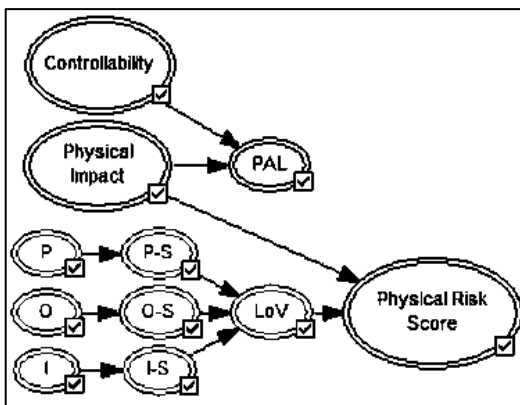 Controllability
Physical
Impact
PAL
P
P-S
O
O-S
LoV
Physical Risk
Score
I
I-S